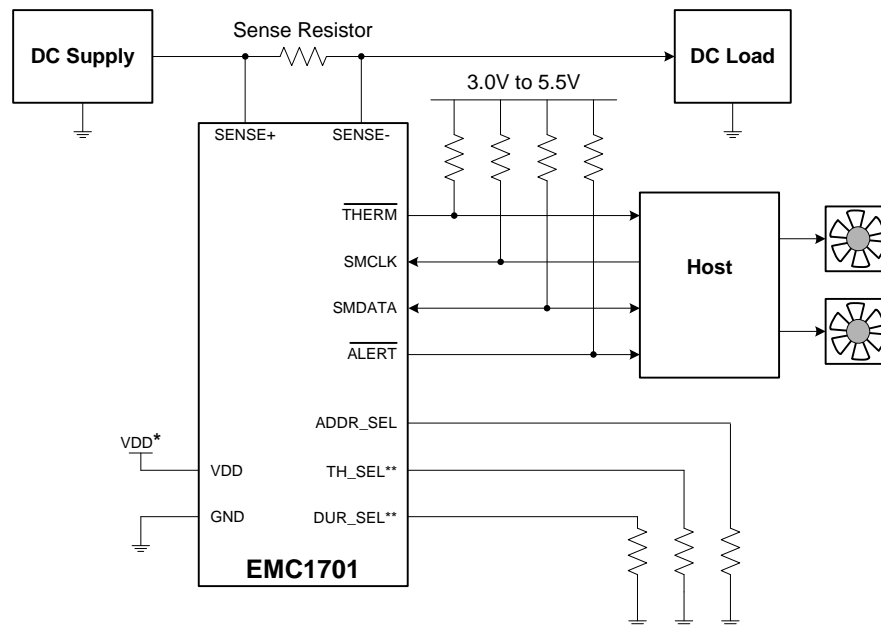 DC Supply
Sense Resistor
DC Load
3.0V to 5.5V
SENSE+
SENSE-
THERM
SMCLK
Host
SMDATA
ALERT
ADDR_SEL
VDD*
VDD
TH_SEL**
GND
DUR_SEL**
EMC1701